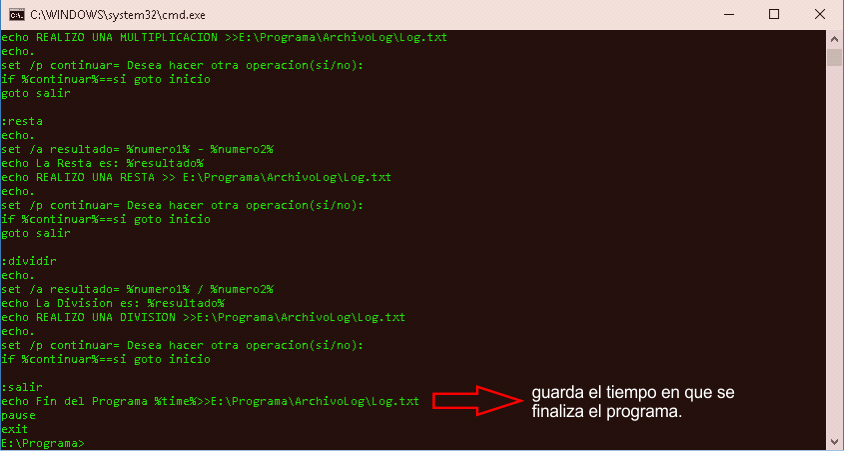 C:\WINDOWS\system32\cmd.exe
echo REALIZO UNA MULTIPLICACION >>E:\Programa\ArchivoLog\Log.txt
echo.
set /p continuar= Desea hacer otra operacion(si/no):
if %continuar%==si goto inicio
goto salir

:resta
echo.
set /a resultado= %numero1% - %numero2%
echo La Resta es: %resultado%
echo REALIZO UNA RESTA >> E:\Programa\ArchivoLog\Log.txt
echo.
set /p continuar= Desea hacer otra operacion(si/no):
if %continuar%==si goto inicio
goto salir

:dividir
echo.
set /a resultado= %numero1% / %numero2%
echo La Division es: %resultado%
echo REALIZO UNA DIVISION >>E:\Programa\ArchivoLog\Log.txt
echo.
set /p continuar= Desea hacer otra operacion(si/no):
if %continuar%==si goto inicio

:salir
echo Fin del Programa %time%>>E:\Programa\ArchivoLog\Log.txt
pause
exit
E:\Programa>
guarda el tiempo en que se
finaliza el programa.